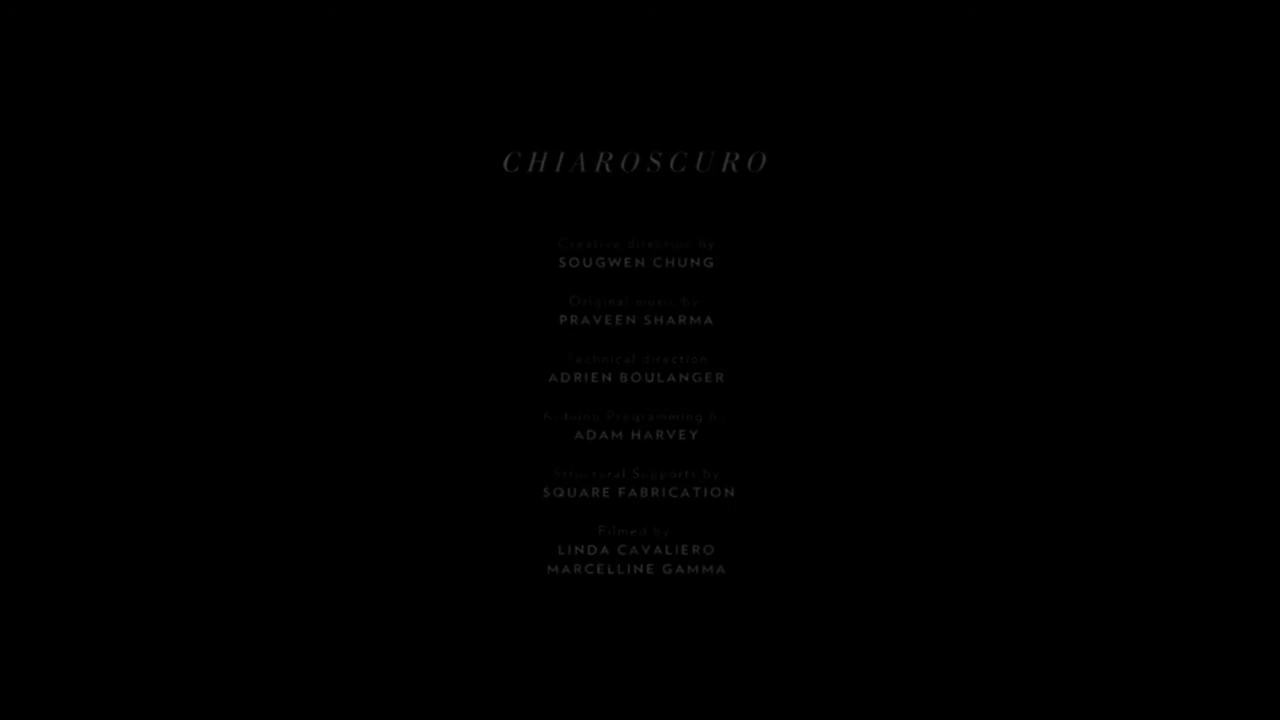 CHIAROSCURO
Creative direction by
SOUGWEN CHUNG
Original music by
PRAVEEN SHARMA
Technical direction
ADRIEN BOULANGER
Arduino Programming by
ADAM HARVEY
Structural Supports by
SQUARE FABRICATION
Filmed by
LINDA CAVALIERO
MARCELLINE GAMMA